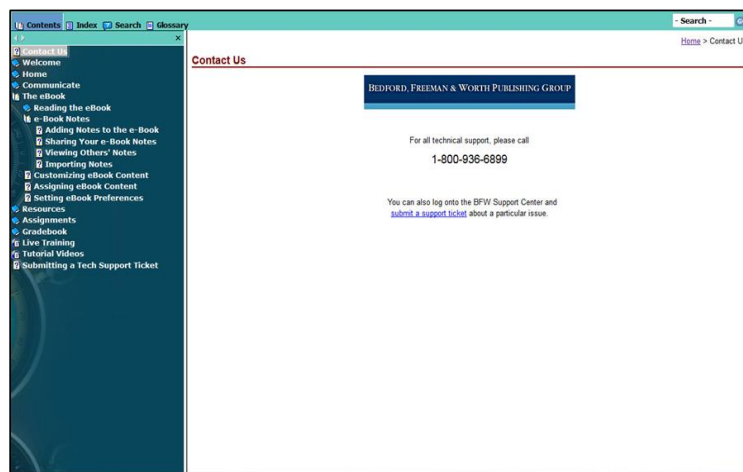 Contents Index Search Glossary
- Search -
Home > Contact U
Contact Us
Welcome
Home
Communicate
The eBook
Reading the eBook
e-Book Notes
Adding Notes to the e-Book
Sharing Your e-Book Notes
Viewing Others' Notes
Importing Notes
Customizing eBook Content
Assigning eBook Content
Setting eBook Preferences
Resources
Assignments
Gradebook
Live Training
Tutorial Videos
Submitting a Tech Support Ticket
Contact Us
BEDFORD, FREEMAN & WORTH PUBLISHING GROUP
For all technical support, please call
1-800-936-6899
You can also log onto the BFW Support Center and
submit a support ticket about a particular issue.